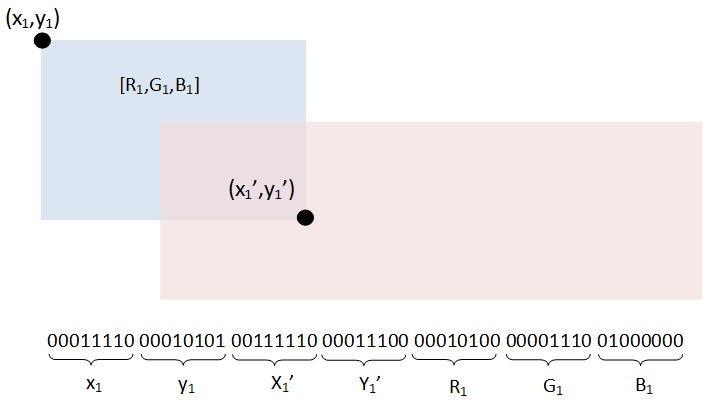 (x₁,y₁)
[R₁,G₁,B₁]
(x₁’,y₁’)
00011110 00010101 00111110 00011100 00010100 00001110 01000000
x₁ y₁ X₁’ Y₁’ R₁ G₁ B₁